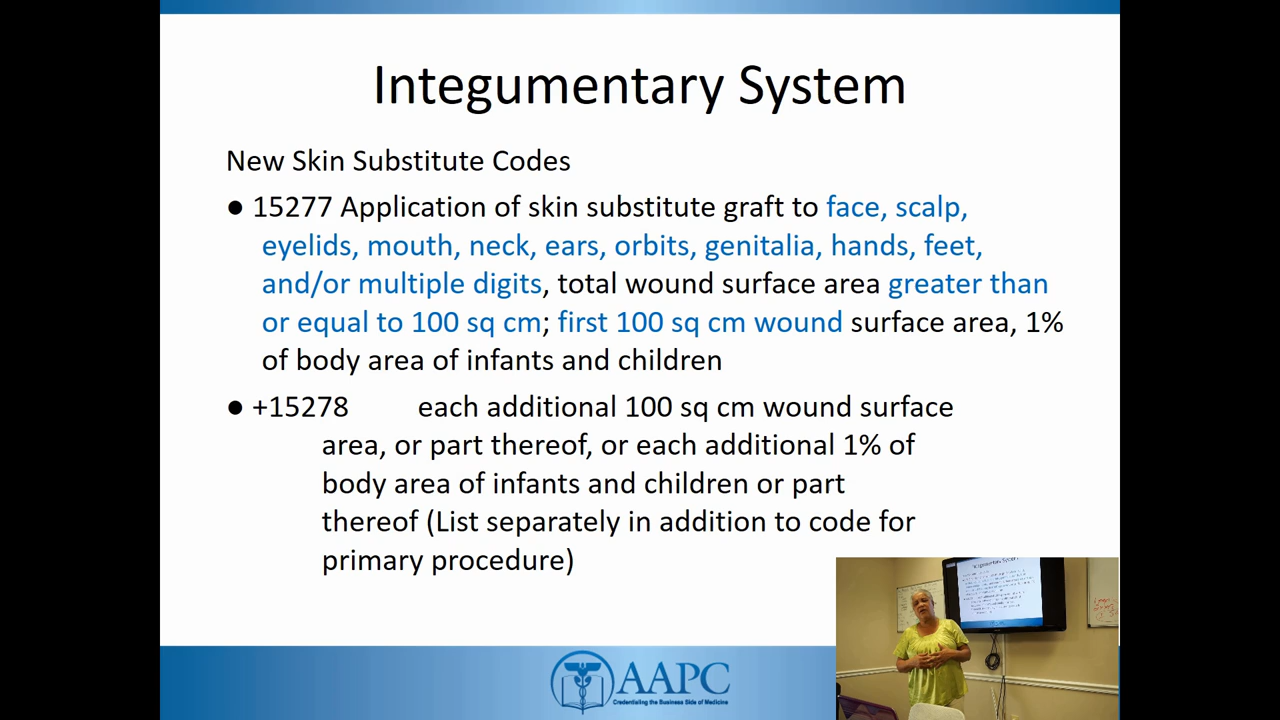 Integumentary System
New Skin Substitute Codes
● 15277 Application of skin substitute graft to face, scalp,
eyelids, mouth, neck, ears, orbits, genitalia, hands, feet,
and/or multiple digits, total wound surface area greater than
or equal to 100 sq cm; first 100 sq cm wound surface area, 1%
of body area of infants and children
● +15278 each additional 100 sq cm wound surface
area, or part thereof, or each additional 1% of
body area of infants and children or part
thereof (List separately in addition to code for
primary procedure)
Integumentary System
AAPC
Credentialing the Business Side of Medicine